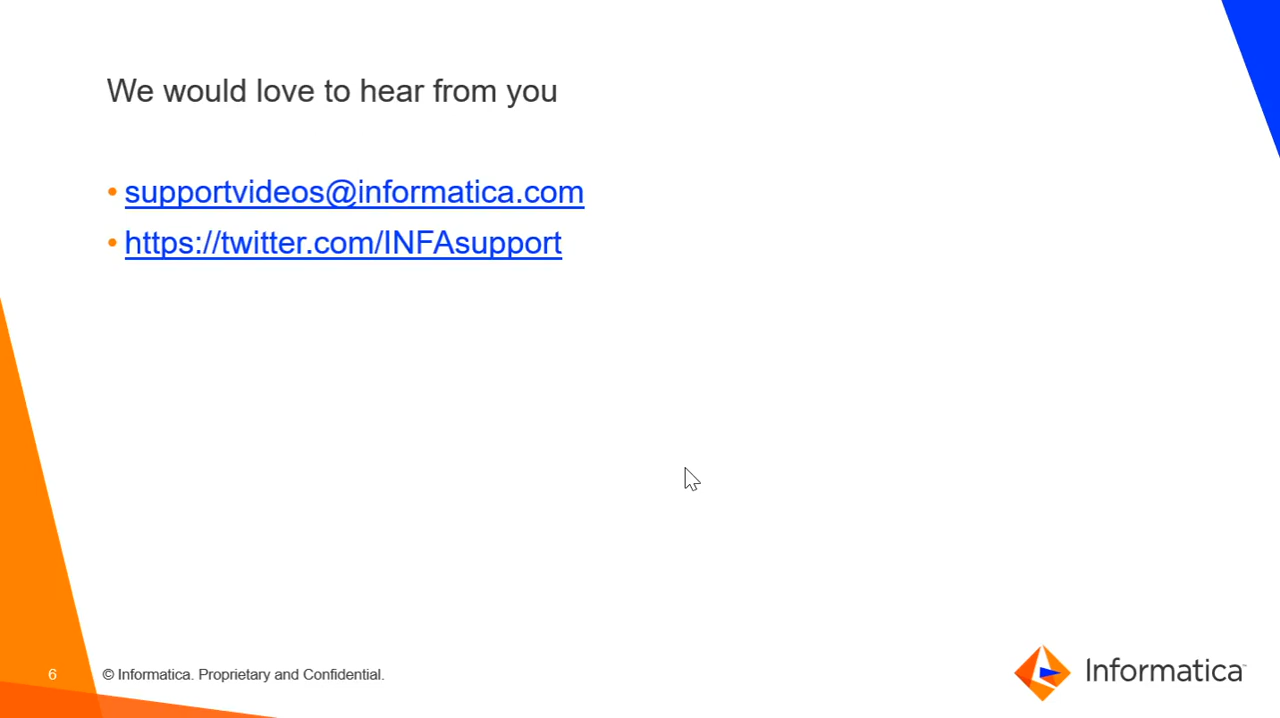 We would love to hear from you
• supportvideos@informatica.com
• https://twitter.com/INFAsupport
6
© Informatica. Proprietary and Confidential.
Informatica™